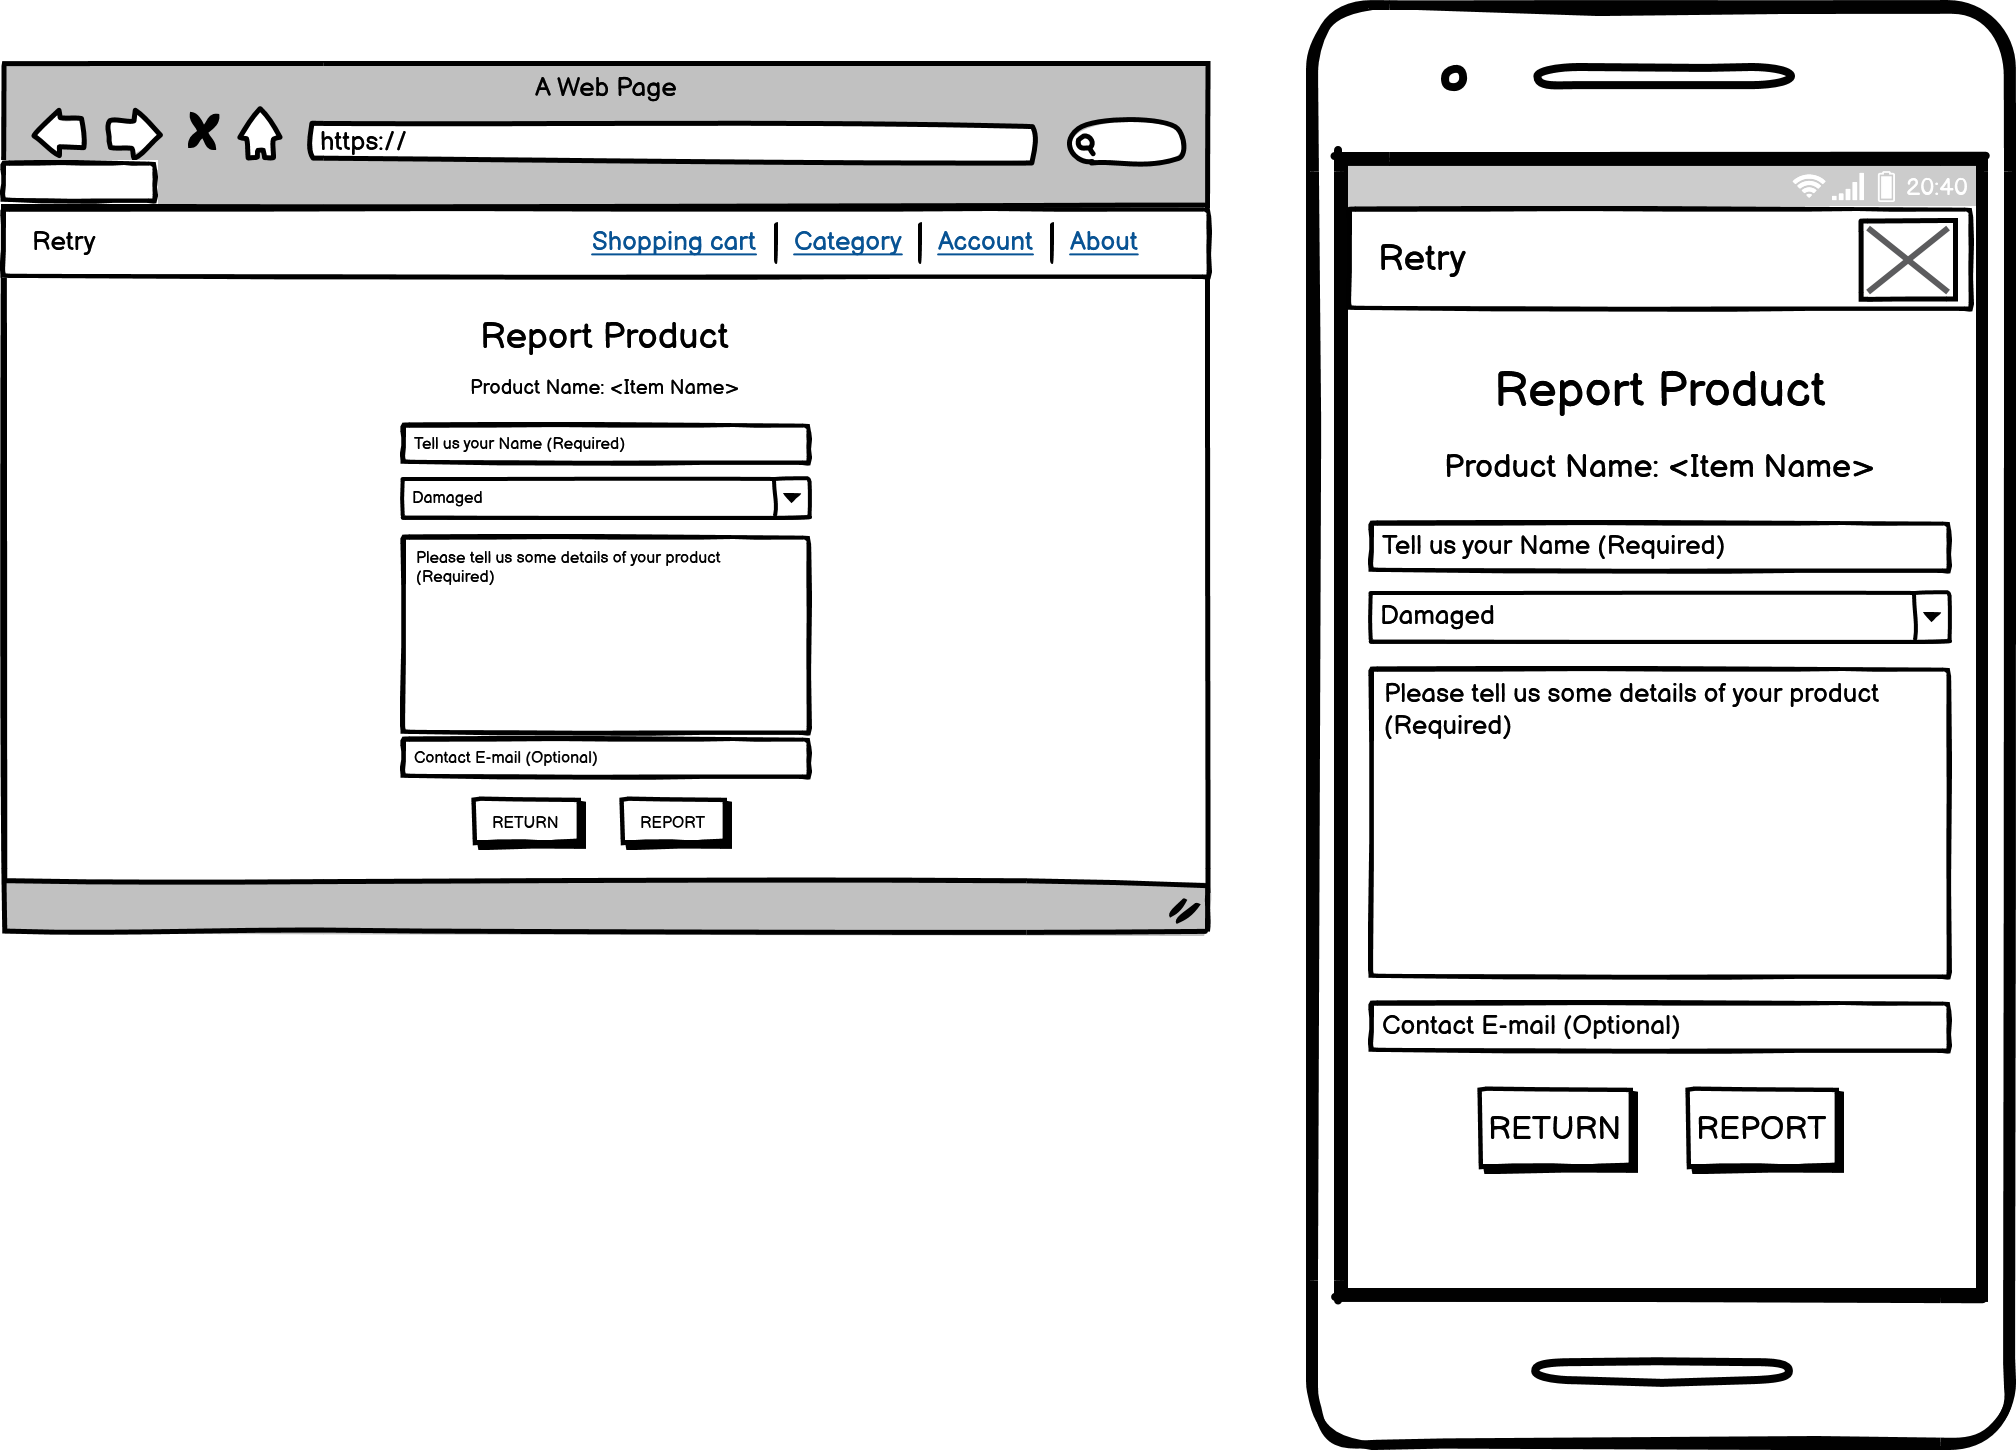 A Web Page
https://
Retry
Shopping cart
Category
Account
About
Report Product
Product Name: <Item Name>
Tell us your Name (Required)
Damaged
Please tell us some details of your product
(Required)
Contact E-mail (Optional)
RETURN
REPORT
20:40
Retry
Report Product
Product Name: <Item Name>
Tell us your Name (Required)
Damaged
Please tell us some details of your product
(Required)
Contact E-mail (Optional)
RETURN
REPORT